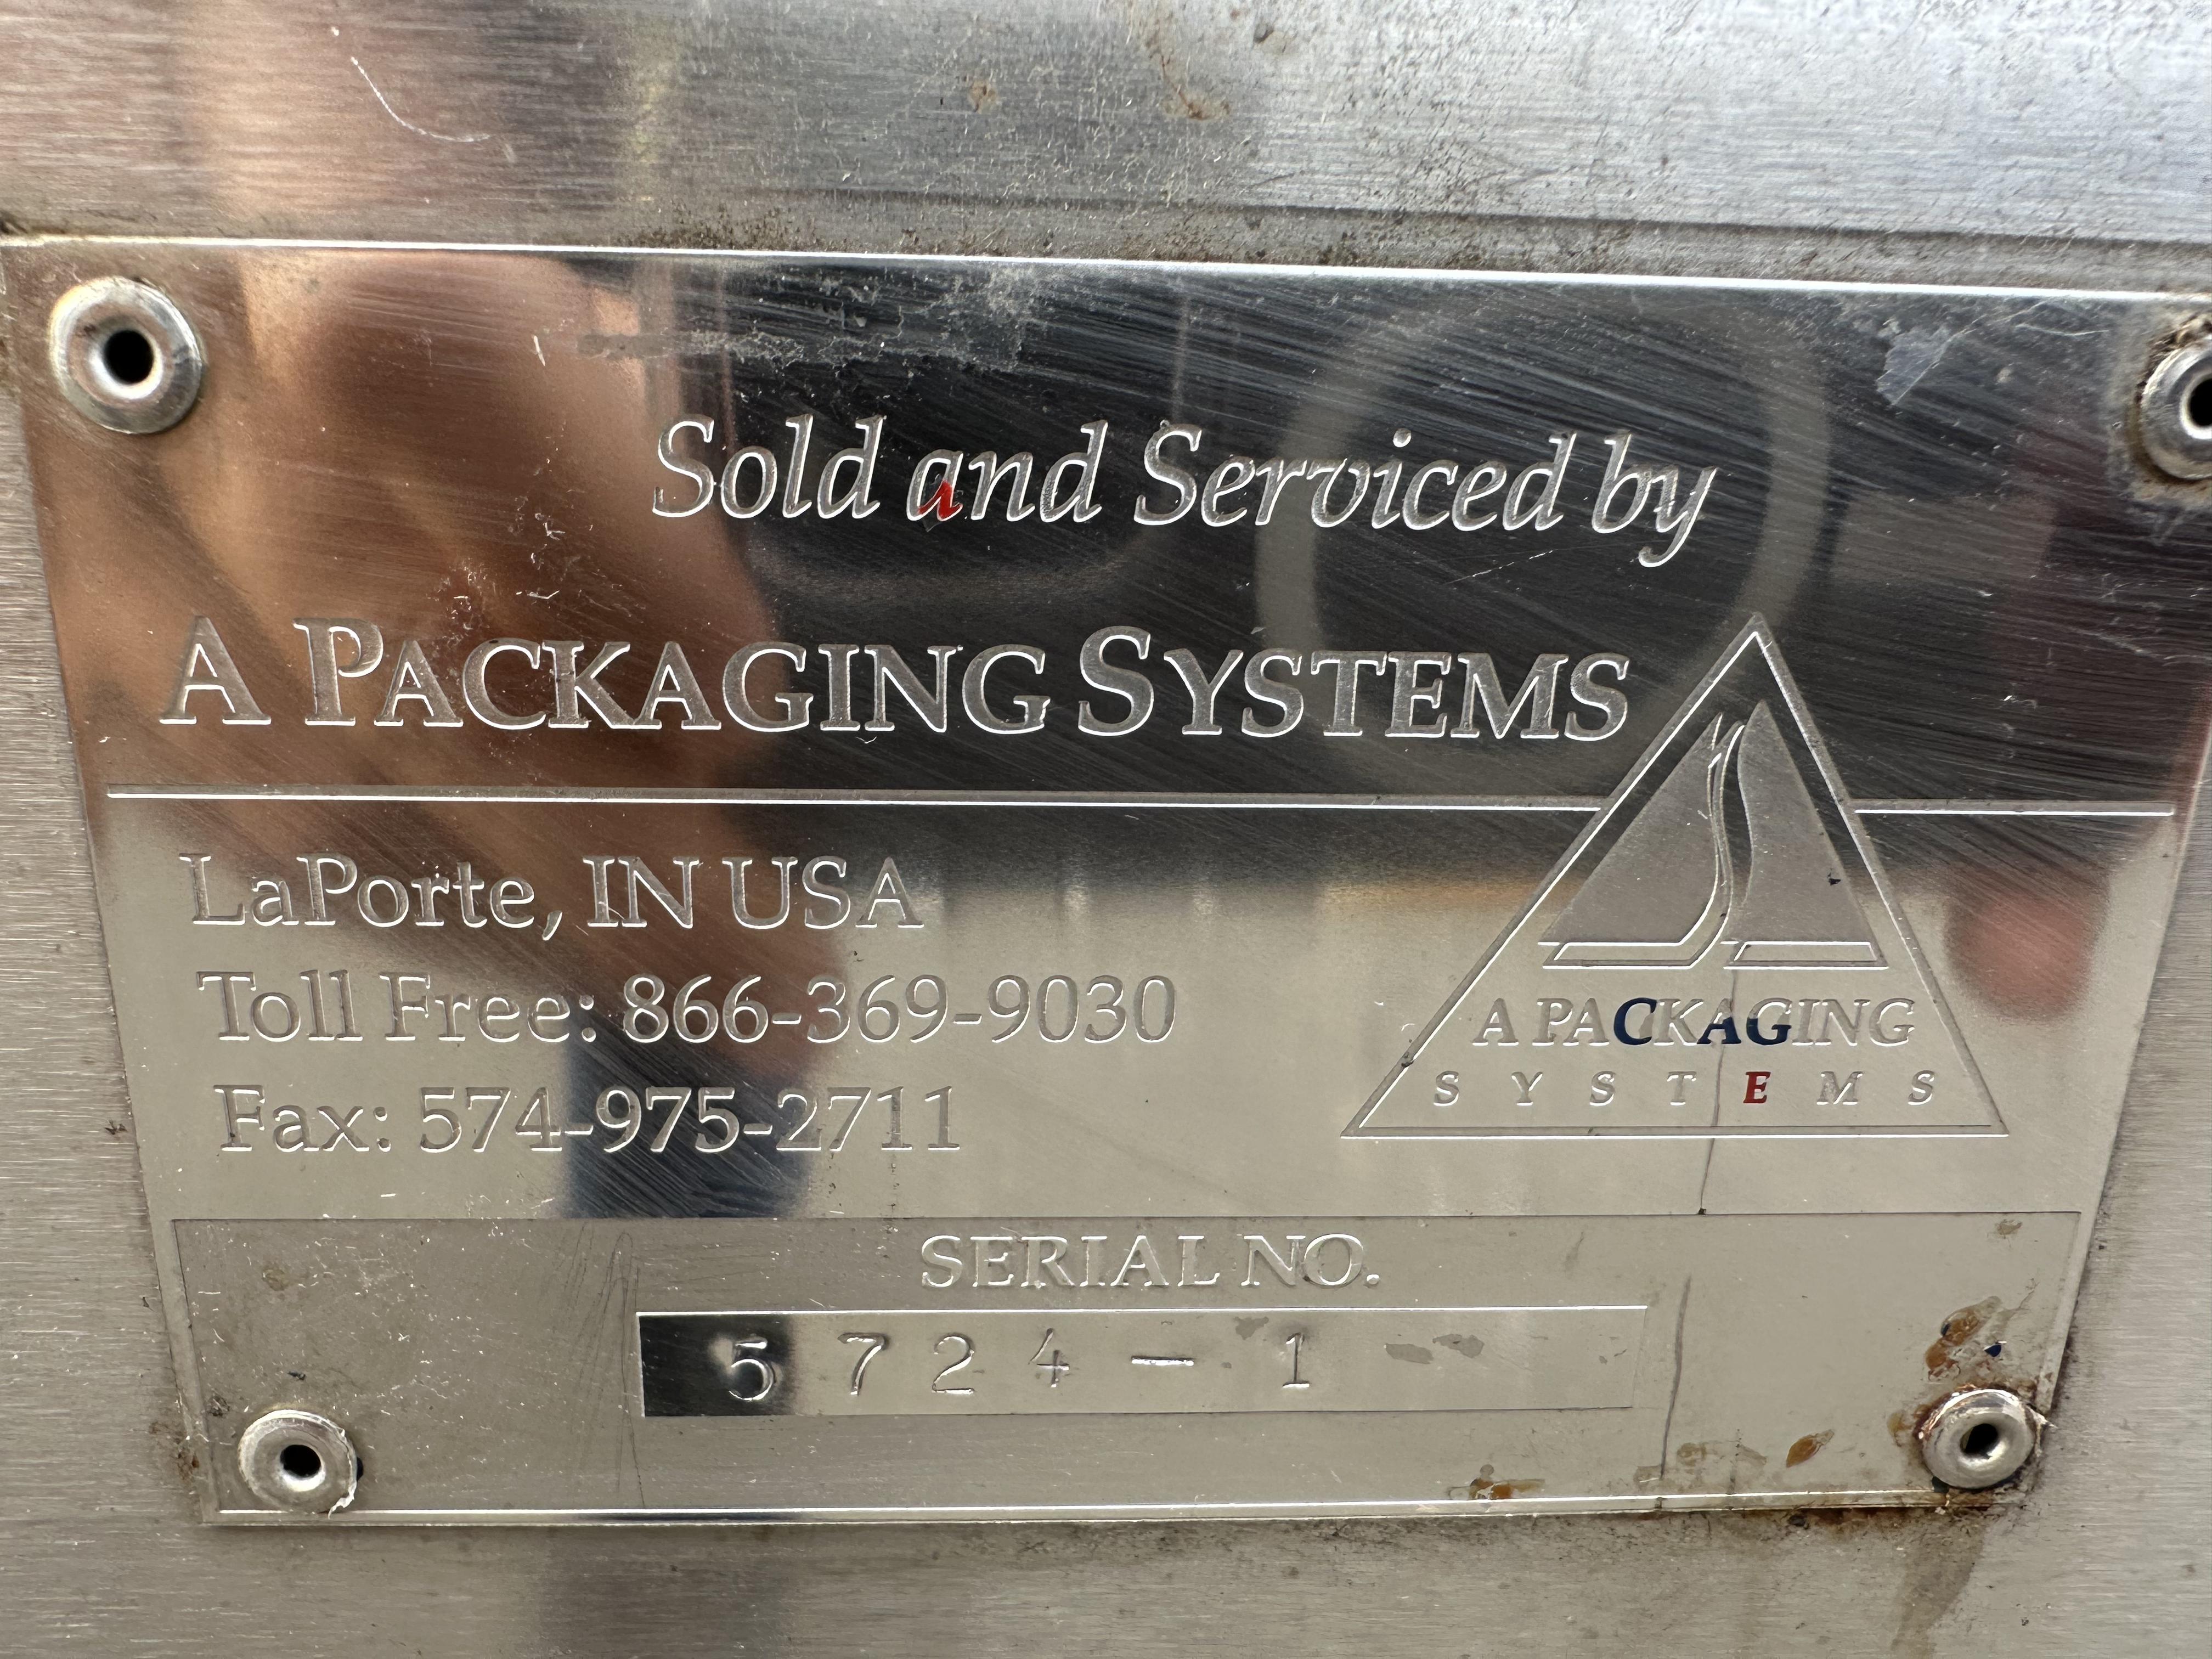 Sold and Serviced by
A PACKAGING SYSTEMS
LaPorte, IN USA
Toll Free: 866-369-9030
Fax: 574-975-2711
A PACKAGING
SYSTEMS
SERIAL NO.
5724-1